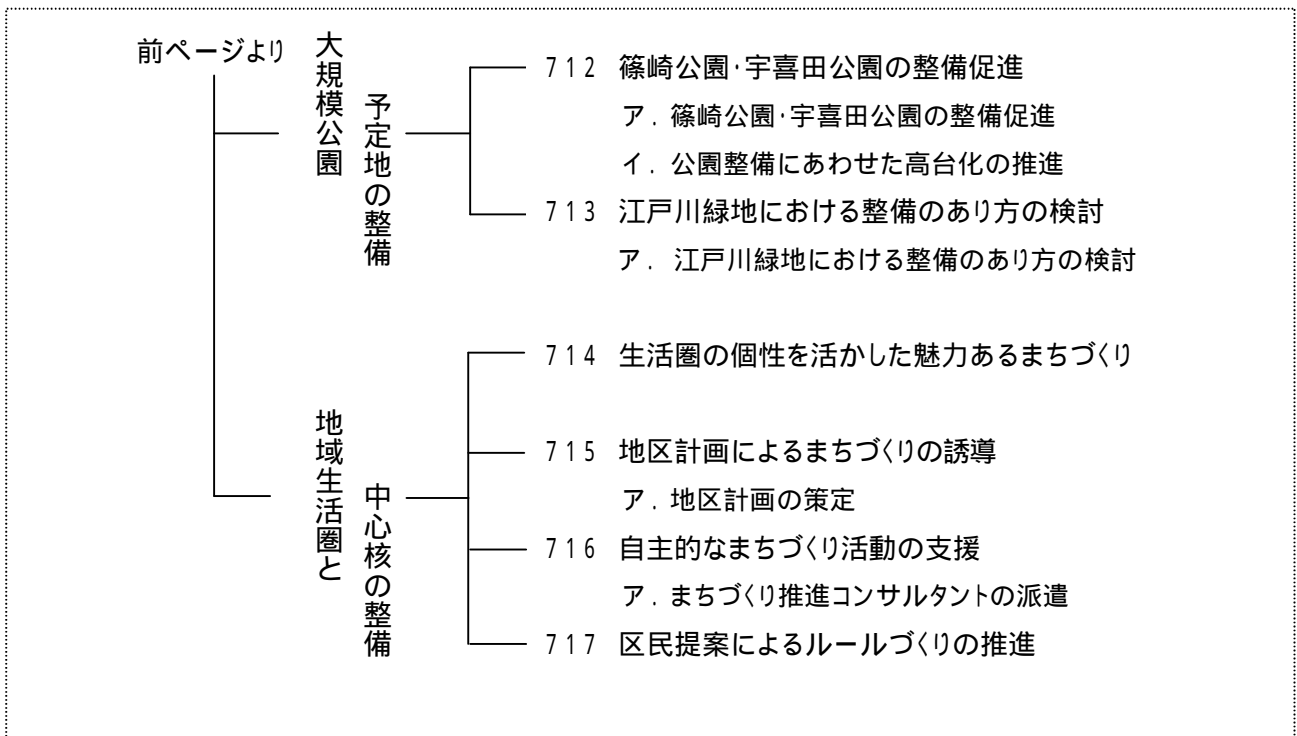 前ページより
大規模公園
予定地の整備
712 篠崎公園･宇喜田公園の整備促進
ア．篠崎公園･宇喜田公園の整備促進
イ．公園整備にあわせた高台化の推進
713 江戸川緑地における整備のあり方の検討
ア．江戸川緑地における整備のあり方の検討
地域生活圏と
中心核の整備
714 生活圏の個性を活かした魅力あるまちづくり
715 地区計画によるまちづくりの誘導
ア．地区計画の策定
716 自主的なまちづくり活動の支援
ア．まちづくり推進コンサルタントの派遣
717 区民提案によるルールづくりの推進